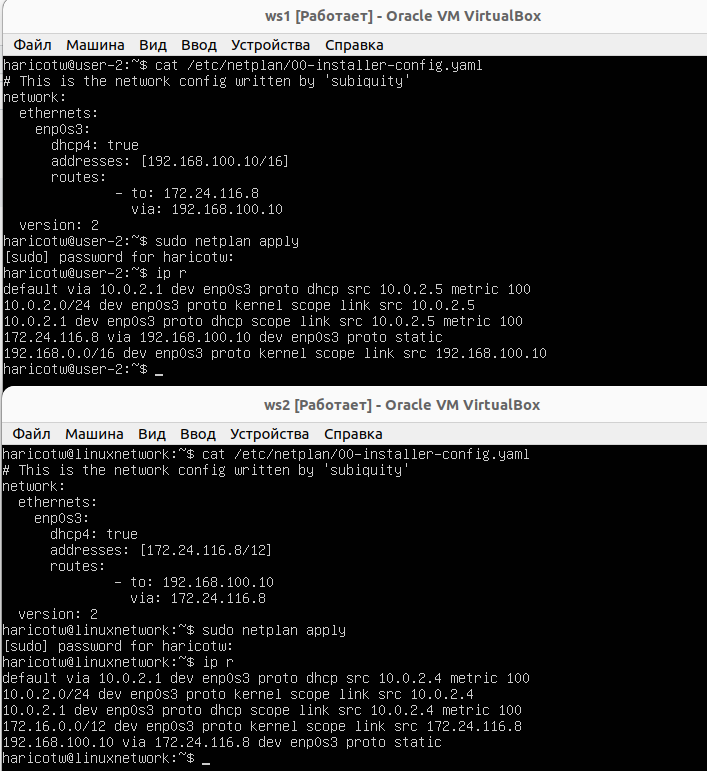 ws1 [Работает] - Oracle VM VirtualBox
Файл Машина Вид Ввод Устройства Справка
haricotw@user-2:~$ cat /etc/netplan/00-installer-config.yaml
# This is the network config written by 'subiquity'
network:
  ethernets:
    enp0s3:
      dhcp4: true
      addresses: [192.168.100.10/16]
      routes:
              - to: 172.24.116.8
                via: 192.168.100.10
  version: 2
haricotw@user-2:~$ sudo netplan apply
[sudo] password for haricotw:
haricotw@user-2:~$ ip r
default via 10.0.2.1 dev enp0s3 proto dhcp src 10.0.2.5 metric 100
10.0.2.0/24 dev enp0s3 proto kernel scope link src 10.0.2.5
10.0.2.1 dev enp0s3 proto dhcp scope link src 10.0.2.5 metric 100
172.24.116.8 via 192.168.100.10 dev enp0s3 proto static
192.168.0.0/16 dev enp0s3 proto kernel scope link src 192.168.100.10
haricotw@user-2:~$ _
ws2 [Работает] - Oracle VM VirtualBox
Файл Машина Вид Ввод Устройства Справка
haricotw@linuxnetwork:~$ cat /etc/netplan/00-installer-config.yaml
# This is the network config written by 'subiquity'
network:
  ethernets:
    enp0s3:
      dhcp4: true
      addresses: [172.24.116.8/12]
      routes:
              - to: 192.168.100.10
                via: 172.24.116.8
  version: 2
haricotw@linuxnetwork:~$ sudo netplan apply
[sudo] password for haricotw:
haricotw@linuxnetwork:~$ ip r
default via 10.0.2.1 dev enp0s3 proto dhcp src 10.0.2.4 metric 100
10.0.2.0/24 dev enp0s3 proto kernel scope link src 10.0.2.4
10.0.2.1 dev enp0s3 proto dhcp scope link src 10.0.2.4 metric 100
172.16.0.0/12 dev enp0s3 proto kernel scope link src 172.24.116.8
192.168.100.10 via 172.24.116.8 dev enp0s3 proto static
haricotw@linuxnetwork:~$ _